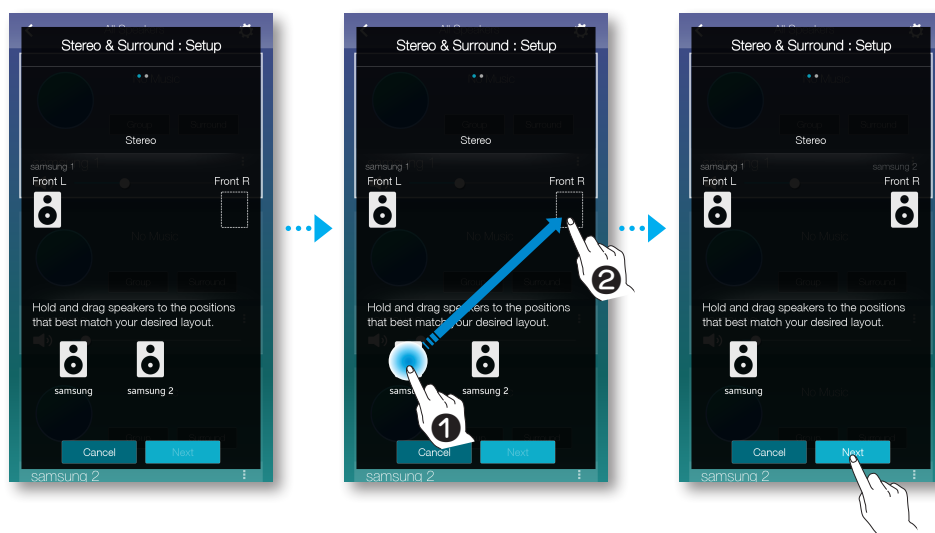 Stereo & Surround : Setup
Stereo
samsung 1
Front L
Front R
Hold and drag speakers to the positions
that best match your desired layout.
samsung
samsung 2
Cancel
Next
samsung 2
Stereo & Surround : Setup
Stereo
samsung 1
Front L
Front R
2
Hold and drag speakers to the positions
that best match your desired layout.
samsung 2
1
Cancel
Next
samsung 2
Stereo & Surround : Setup
Stereo
samsung 1
samsung 2
Front L
Front R
Hold and drag speakers to the positions
that best match your desired layout.
samsung
Cancel
Next
samsung 2